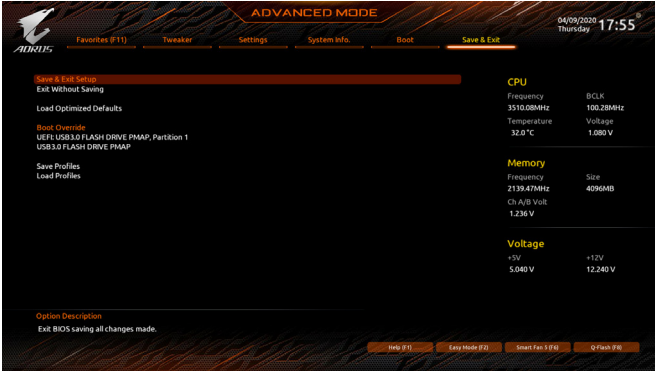 ADVANCED MODE
04/09/2020 Thursday 17:55
AORUS
Favorites (F11) Tweaker Settings System Info. Boot Save & Exit
Save & Exit Setup
Exit Without Saving
Load Optimized Defaults
Boot Override
UEFI: USB3.0 FLASH DRIVE PMAP, Partition 1
USB3.0 FLASH DRIVE PMAP
Save Profiles
Load Profiles
CPU
Frequency BCLK
3510.08MHz 100.28MHz
Temperature Voltage
32.0 °C 1.080 V
Memory
Frequency Size
2139.47MHz 4096MB
Ch A/B Volt
1.236 V
Voltage
+5V +12V
5.040 V 12.240 V
Option Description
Exit BIOS saving all changes made.
Help (F1) Easy Mode (F2) Smart Fan 5 (F6) Q-Flash (F8)